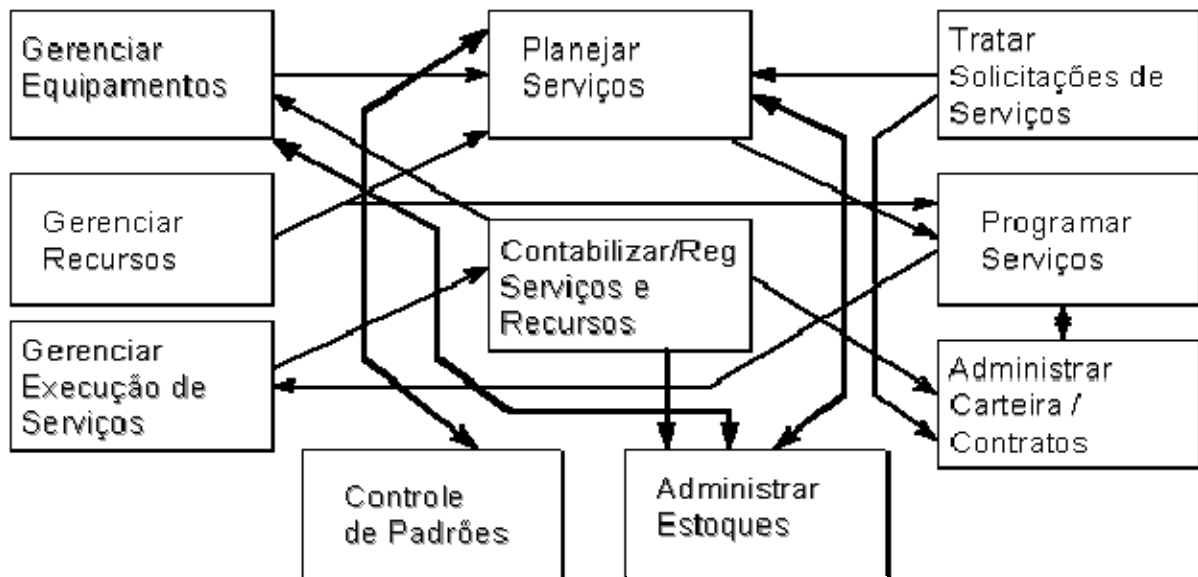 Gerenciar
Equipamentos
Planejar
Serviços
Tratar
Solicitações de
Serviços
Gerenciar
Recursos
Contabilizar/Reg
Serviços e
Recursos
Programar
Serviços
Gerenciar
Execução de
Serviços
Administrar
Carteira /
Contratos
Controle
de Padrões
Administrar
Estoques